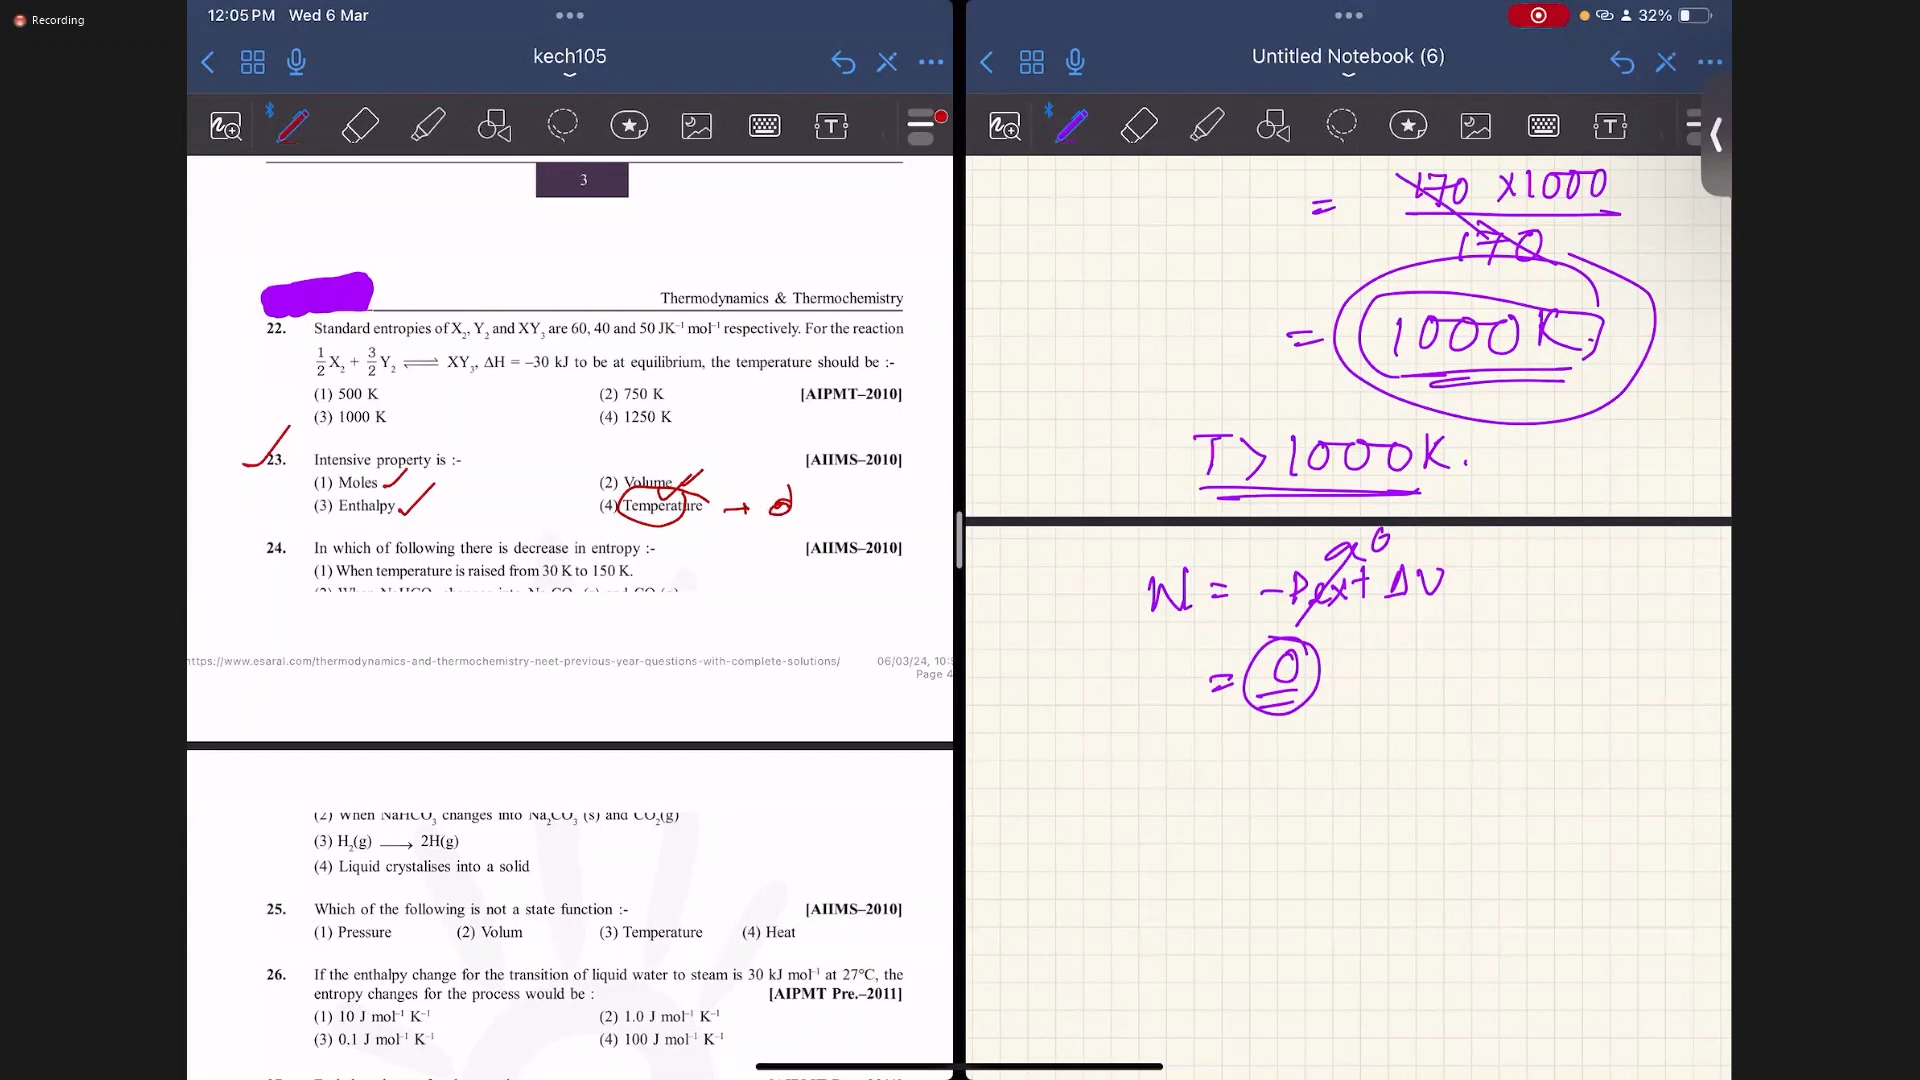 Recording
12:05 PM Wed 6 Mar
32%
kech105
Untitled Notebook (6)
3
Thermodynamics & Thermochemistry
22. Standard entropies of X₂, Y₂ and XY₃ are 60, 40 and 50 JK⁻¹ mol⁻¹ respectively. For the reaction
1/2 X₂ + 3/2 Y₂ ⇌ XY₃, ΔH = –30 kJ to be at equilibrium, the temperature should be :-
(1) 500 K (2) 750 K [AIPMT–2010]
(3) 1000 K (4) 1250 K
23. Intensive property is :- [AIIMS–2010]
(1) Moles (2) Volume
(3) Enthalpy (4) Temperature → d
24. In which of following there is decrease in entropy :- [AIIMS–2010]
(1) When temperature is raised from 30 K to 150 K.
https://www.esaral.com/thermodynamics-and-thermochemistry-neet-previous-year-questions-with-complete-solutions/ 06/03/24, 10:
Page 4
(2) When NaHCO₃ changes into Na₂CO₃ (s) and CO₂(g)
(3) H₂(g) ⟶ 2H(g)
(4) Liquid crystalises into a solid
25. Which of the following is not a state function :- [AIIMS–2010]
(1) Pressure (2) Volum (3) Temperature (4) Heat
26. If the enthalpy change for the transition of liquid water to steam is 30 kJ mol⁻¹ at 27°C, the
entropy changes for the process would be : [AIPMT Pre.–2011]
(1) 10 J mol⁻¹ K⁻¹ (2) 1.0 J mol⁻¹ K⁻¹
(3) 0.1 J mol⁻¹ K⁻¹ (4) 100 J mol⁻¹ K⁻¹
= 170 × 1000
170
= 1000 K
T > 1000 K.
W = -Pext ΔV
= 0